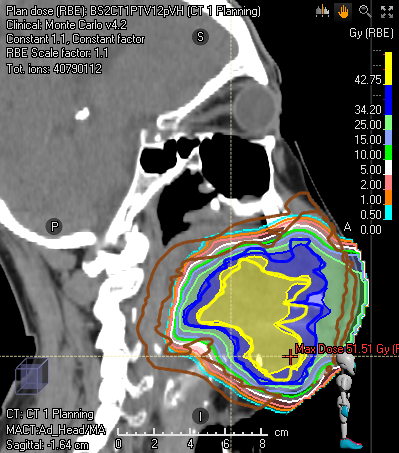 Plan dose (RBE): BS2CT1PTV12pVH (CT 1 Planning)
Clinical: Monte Carlo v4.2
Constant 1.1, Constant factor
RBE Scale factor: 1.1
Tot. ions: 40790112
S
Gy (RBE)
42.75
34.20
25.00
15.00
10.00
5.00
2.00
1.00
0.50
0.00
P
A
Max Dose 51.51 Gy (R
I
CT: CT 1 Planning
MACT:Ad_Head/MA
Sagittal: -1.64 cm
0 2 4 6 8 cm